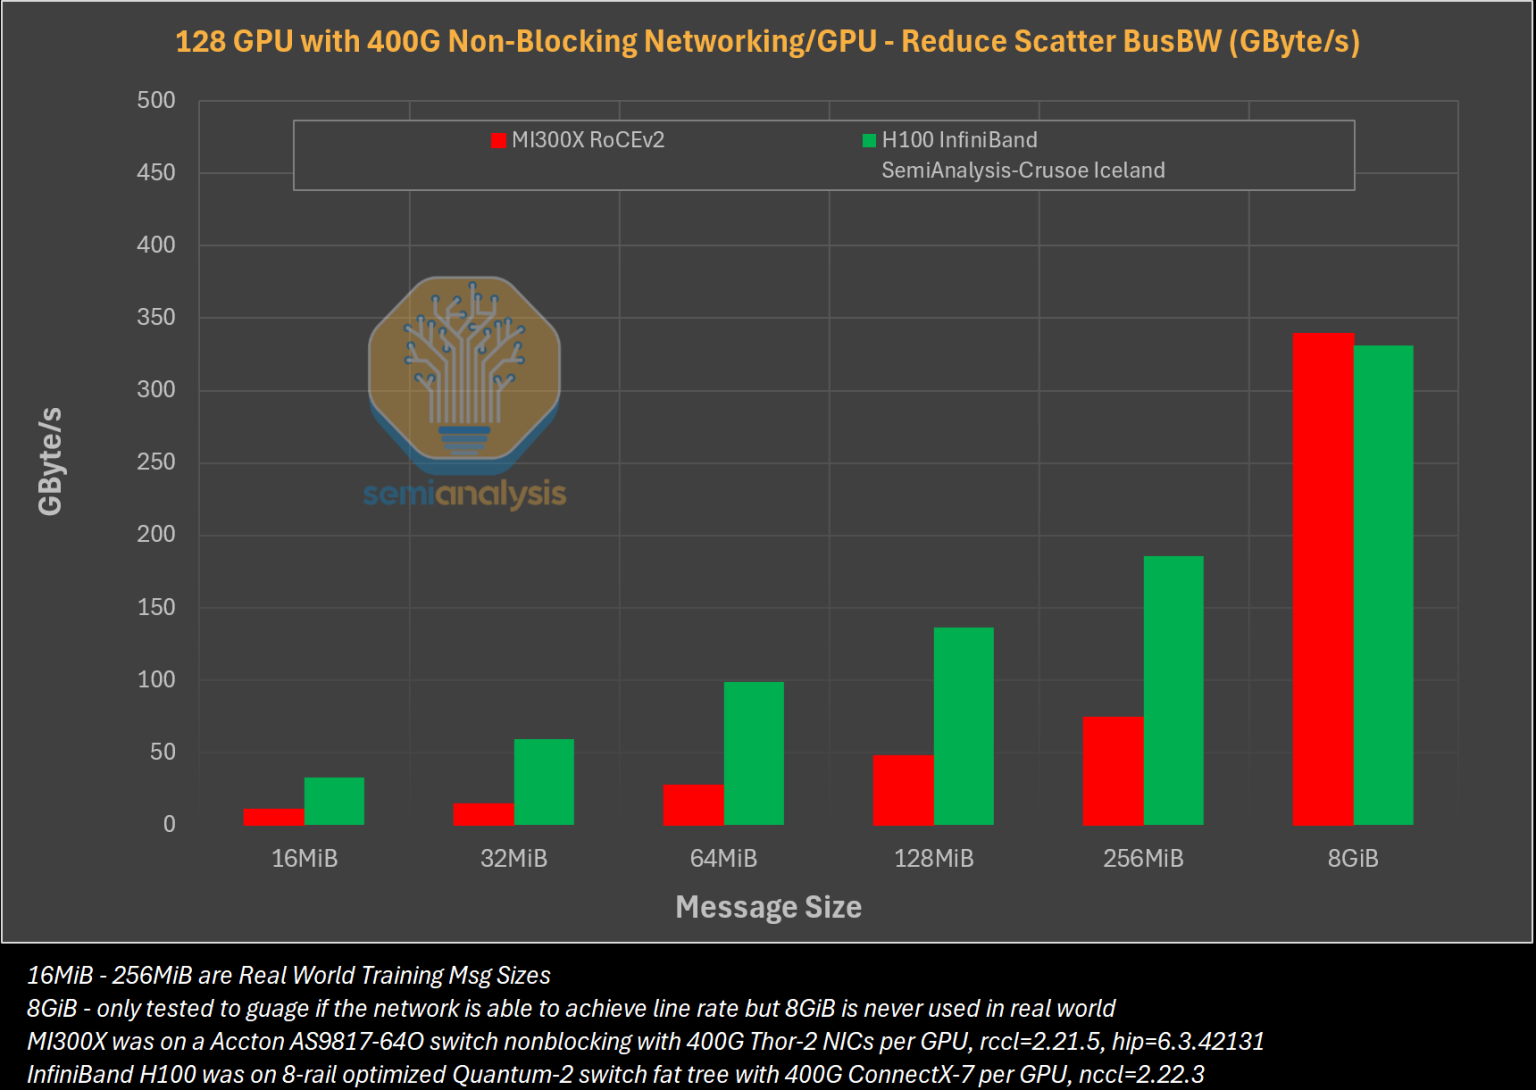 128 GPU with 400G Non-Blocking Networking/GPU - Reduce Scatter BusBW (GByte/s)
500
450
400
350
300
250
200
150
100
50
0
MI300X RoCEv2
H100 InfiniBand
SemiAnalysis-Crusoe Iceland
semianalysis
GByte/s
16MiB
32MiB
64MiB
128MiB
256MiB
8GiB
Message Size
16MiB - 256MiB are Real World Training Msg Sizes
8GiB - only tested to guage if the network is able to achieve line rate but 8GiB is never used in real world
MI300X was on a Accton AS9817-64O switch nonblocking with 400G Thor-2 NICs per GPU, rccl=2.21.5, hip=6.3.42131
InfiniBand H100 was on 8-rail optimized Quantum-2 switch fat tree with 400G ConnectX-7 per GPU, nccl=2.22.3